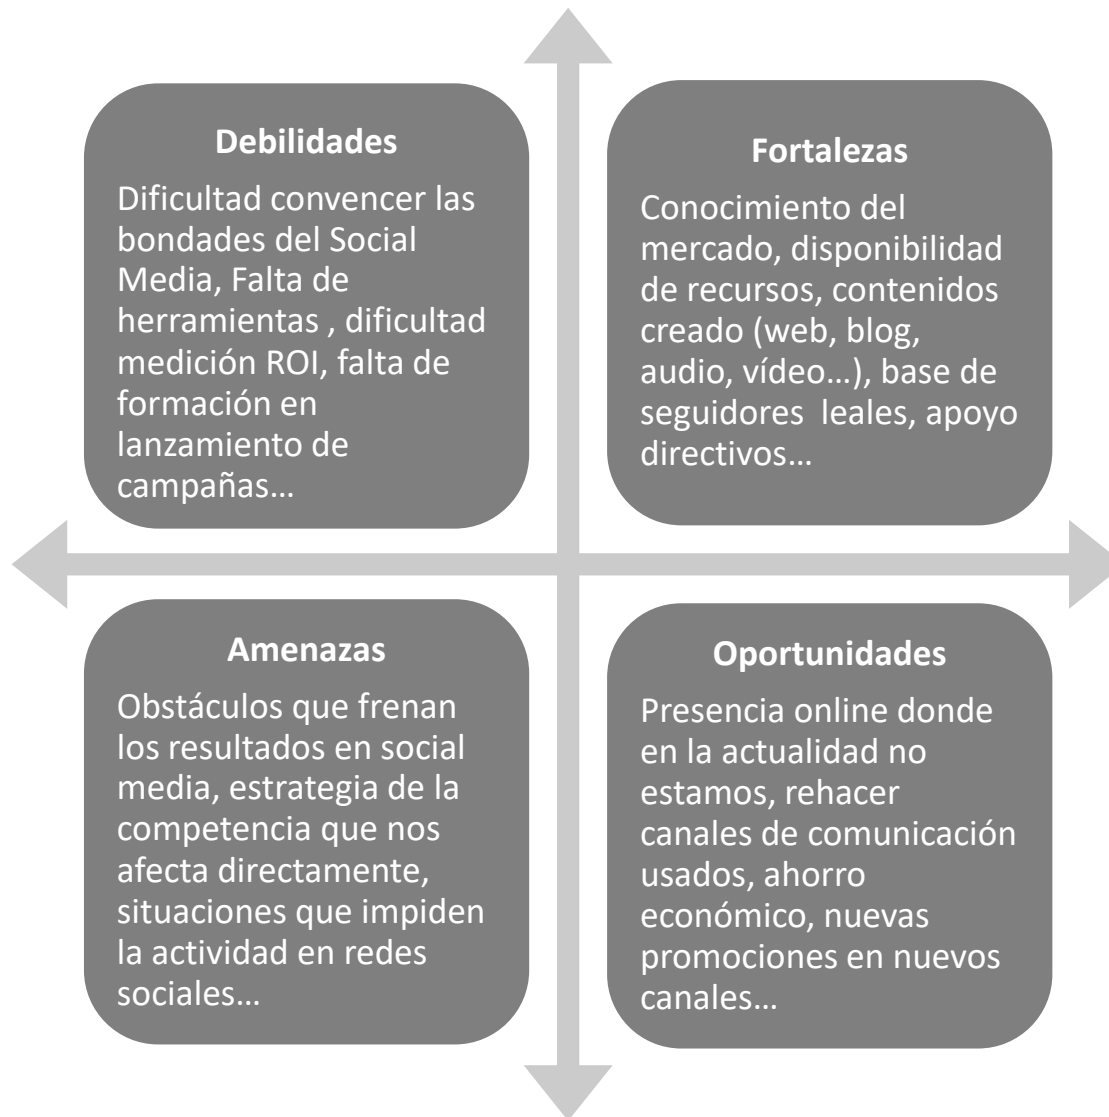 Debilidades
Dificultad convencer las
bondades del Social
Media, Falta de
herramientas , dificultad
medición ROI, falta de
formación en
lanzamiento de
campañas…
Fortalezas
Conocimiento del
mercado, disponibilidad
de recursos, contenidos
creado (web, blog,
audio, vídeo…), base de
seguidores  leales, apoyo
directivos…
Amenazas
Obstáculos que frenan
los resultados en social
media, estrategia de la
competencia que nos
afecta directamente,
situaciones que impiden
la actividad en redes
sociales…
Oportunidades
Presencia online donde
en la actualidad no
estamos, rehacer
canales de comunicación
usados, ahorro
económico, nuevas
promociones en nuevos
canales…